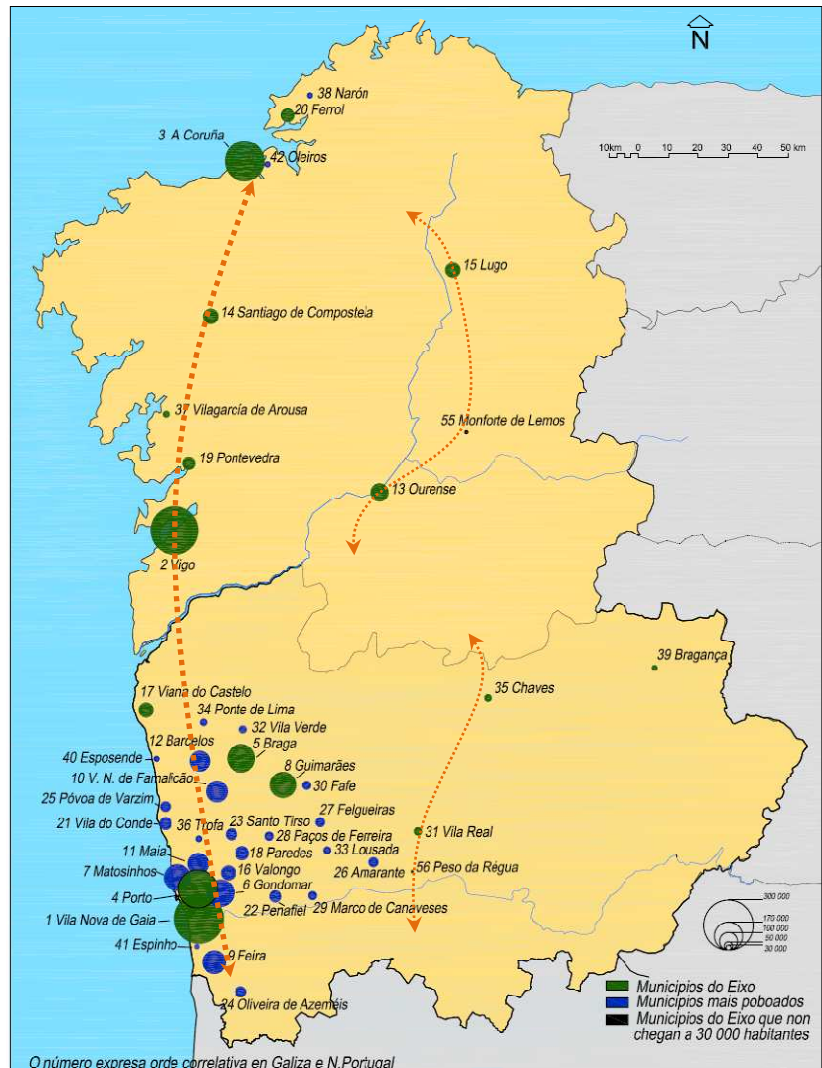 N
38 Narón
20 Ferrol
3 A Coruña
42 Oleiros
10km 0 10 20 30 40 50 km
15 Lugo
14 Santiago de Compostela
37 Vilagarcía de Arousa
55 Monforte de Lemos
19 Pontevedra
13 Ourense
2 Vigo
39 Bragança
35 Chaves
17 Viana do Castelo
34 Ponte de Lima
32 Vila Verde
12 Barcelos
5 Braga
40 Esposende
8 Guimarães
10 V. N. de Famalicão
30 Fafe
25 Póvoa de Varzim
27 Felgueiras
21 Vila do Conde
36 Trofa
23 Santo Tirso
31 Vila Real
28 Paços de Ferreira
33 Lousada
11 Maia
18 Paredes
26 Amarante
56 Peso da Régua
7 Matosinhos
16 Valongo
4 Porto
6 Gondomar
22 Penafiel
29 Marco de Canaveses
1 Vila Nova de Gaia
41 Espinho
9 Feira
24 Oliveira de Azeméis
300 000
170 000
100 000
50 000
30 000
Municipios do Eixo
Municipios mais poboados
Municipios do Eixo que non
chegan a 30 000 habitantes
O número expresa orde correlativa en Galiza e N.Portugal